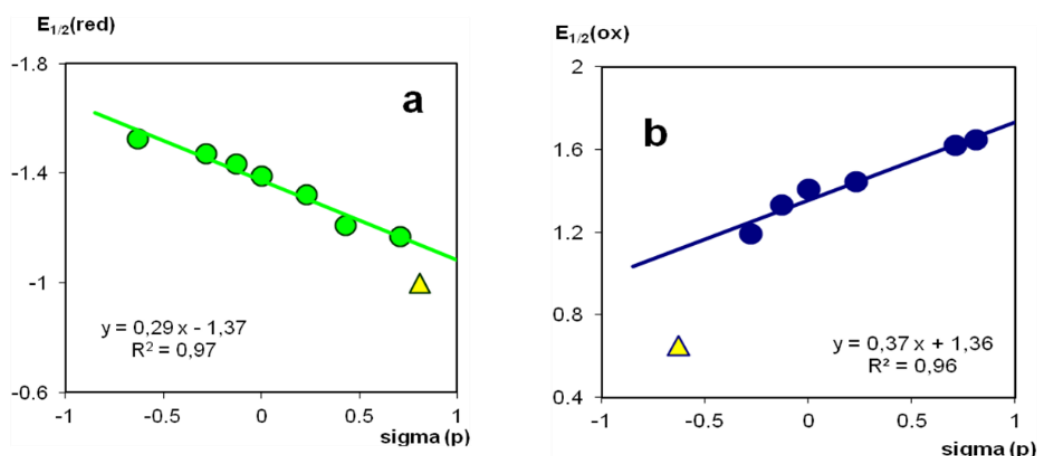 E1/2(red)
-1.8
-1.4
-1
-0.6
-1
-0.5
0
0.5
1
sigma (p)
a
y = 0,29 x - 1,37
R² = 0,97
E1/2(ox)
2
1.6
1.2
0.8
0.4
-1
-0.5
0
0.5
1
sigma (p)
b
y = 0,37 x + 1,36
R² = 0,96